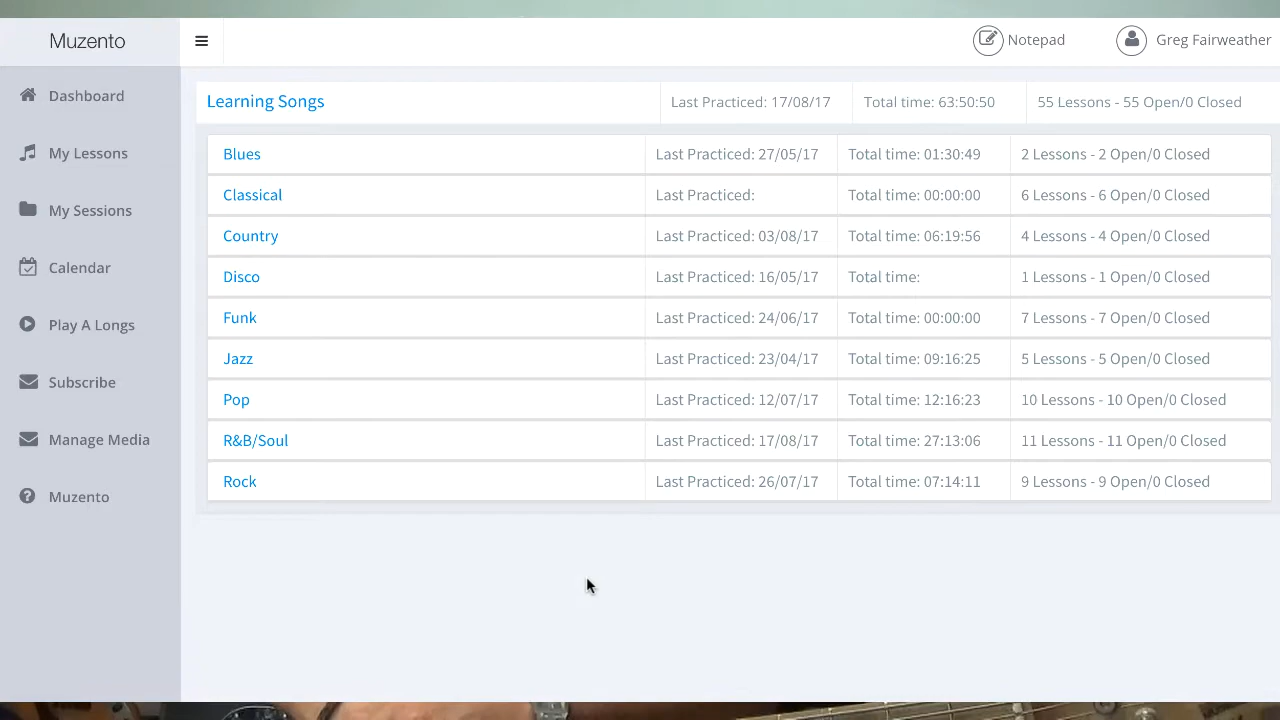 Muzento
Notepad
Greg Fairweather
Dashboard
My Lessons
My Sessions
Calendar
Play A Longs
Subscribe
Manage Media
Muzento
Learning Songs Last Practiced: 17/08/17 Total time: 63:50:50 55 Lessons - 55 Open/0 Closed
Blues Last Practiced: 27/05/17 Total time: 01:30:49 2 Lessons - 2 Open/0 Closed
Classical Last Practiced: Total time: 00:00:00 6 Lessons - 6 Open/0 Closed
Country Last Practiced: 03/08/17 Total time: 06:19:56 4 Lessons - 4 Open/0 Closed
Disco Last Practiced: 16/05/17 Total time: 1 Lessons - 1 Open/0 Closed
Funk Last Practiced: 24/06/17 Total time: 00:00:00 7 Lessons - 7 Open/0 Closed
Jazz Last Practiced: 23/04/17 Total time: 09:16:25 5 Lessons - 5 Open/0 Closed
Pop Last Practiced: 12/07/17 Total time: 12:16:23 10 Lessons - 10 Open/0 Closed
R&B/Soul Last Practiced: 17/08/17 Total time: 27:13:06 11 Lessons - 11 Open/0 Closed
Rock Last Practiced: 26/07/17 Total time: 07:14:11 9 Lessons - 9 Open/0 Closed